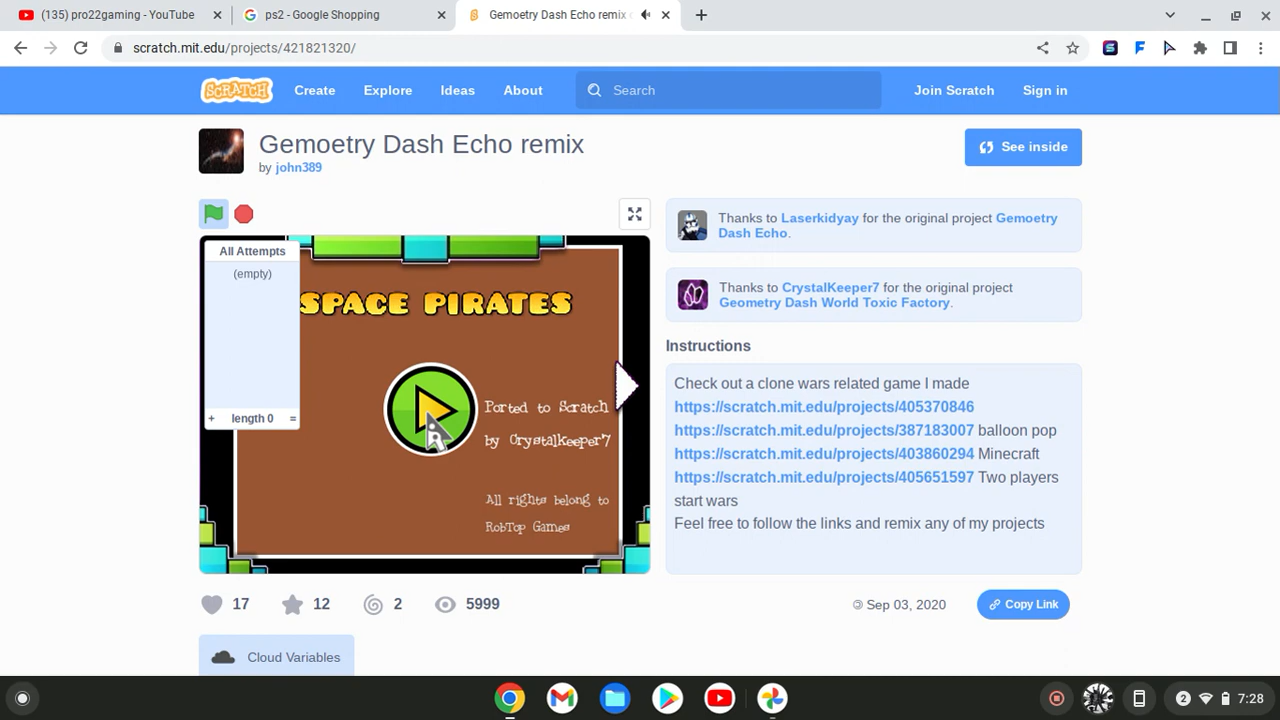 (135) pro22gaming - YouTube
ps2 - Google Shopping
Gemoetry Dash Echo remix
scratch.mit.edu/projects/421821320/
SCRATCH
Create
Explore
Ideas
About
Search
Join Scratch
Sign in
Gemoetry Dash Echo remix
by john389
See inside
All Attempts
(empty)
+ length 0 =
SPACE PIRATES
Ported to Scratch
by Crystalkeeper7
All rights belong to
RobTop Games
Thanks to Laserkidyay for the original project Gemoetry
Dash Echo.
Thanks to CrystalKeeper7 for the original project
Geometry Dash World Toxic Factory.
Instructions
Check out a clone wars related game I made
https://scratch.mit.edu/projects/405370846
https://scratch.mit.edu/projects/387183007 balloon pop
https://scratch.mit.edu/projects/403860294 Minecraft
https://scratch.mit.edu/projects/405651597 Two players
start wars
Feel free to follow the links and remix any of my projects
17
12
2
5999
Sep 03, 2020
Copy Link
Cloud Variables
2
7:28